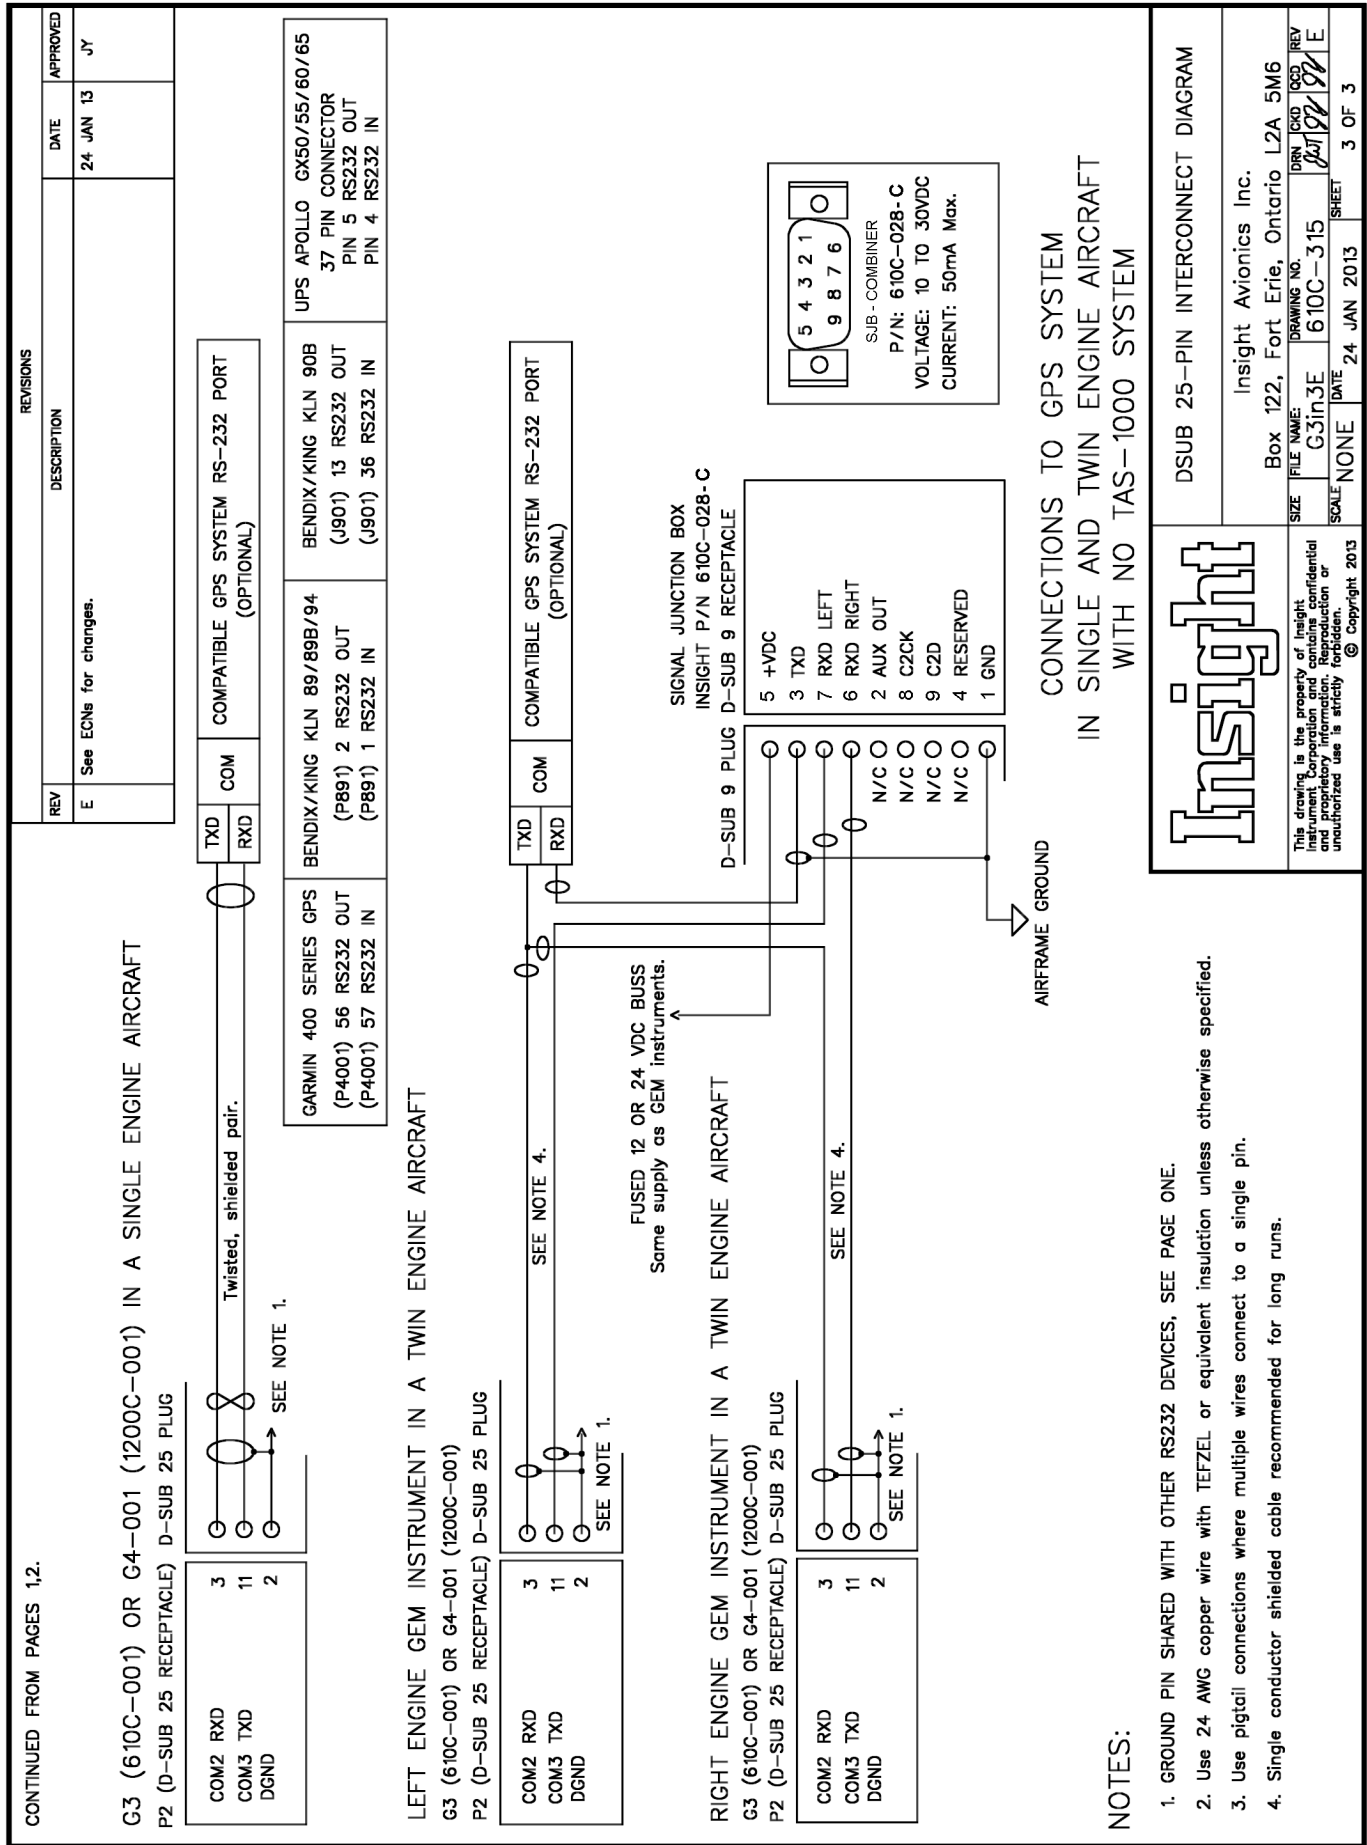 CONTINUED FROM PAGES 1,2.
REVISIONS
REV
DESCRIPTION
DATE
APPROVED
E
See ECNs for changes.
24 JAN 13
JY
G3 (610C-001) OR G4-001 (1200C-001) IN A SINGLE ENGINE AIRCRAFT
P2 (D-SUB 25 RECEPTACLE) D-SUB 25 PLUG
COM2 RXD 3
COM3 TXD 11
DGND 2
SEE NOTE 1.
Twisted, shielded pair.
TXD
RXD
COM
COMPATIBLE GPS SYSTEM RS-232 PORT
(OPTIONAL)
GARMIN 400 SERIES GPS
(P4001) 56 RS232 OUT
(P4001) 57 RS232 IN
BENDIX/KING KLN 89/89B/94
(P891) 2 RS232 OUT
(P891) 1 RS232 IN
BENDIX/KING KLN 90B
(J901) 13 RS232 OUT
(J901) 36 RS232 IN
UPS APOLLO GX50/55/60/65
37 PIN CONNECTOR
PIN 5 RS232 OUT
PIN 4 RS232 IN
LEFT ENGINE GEM INSTRUMENT IN A TWIN ENGINE AIRCRAFT
G3 (610C-001) OR G4-001 (1200C-001)
P2 (D-SUB 25 RECEPTACLE) D-SUB 25 PLUG
COM2 RXD 3
COM3 TXD 11
DGND 2
SEE NOTE 1.
SEE NOTE 4.
TXD
RXD
COM
COMPATIBLE GPS SYSTEM RS-232 PORT
(OPTIONAL)
FUSED 12 OR 24 VDC BUSS
Same supply as GEM instruments.
RIGHT ENGINE GEM INSTRUMENT IN A TWIN ENGINE AIRCRAFT
G3 (610C-001) OR G4-001 (1200C-001)
P2 (D-SUB 25 RECEPTACLE) D-SUB 25 PLUG
COM2 RXD 3
COM3 TXD 11
DGND 2
SEE NOTE 1.
SEE NOTE 4.
SIGNAL JUNCTION BOX
INSIGHT P/N 610C-028-C
D-SUB 9 PLUG D-SUB 9 RECEPTACLE
5 +VDC
3 TXD
7 RXD LEFT
6 RXD RIGHT
N/C 2 AUX OUT
N/C 8 C2CK
N/C 9 C2D
N/C 4 RESERVED
1 GND
AIRFRAME GROUND
5 4 3 2 1
9 8 7 6
SJB - COMBINER
P/N: 610C-028-C
VOLTAGE: 10 TO 30VDC
CURRENT: 50mA Max.
CONNECTIONS TO GPS SYSTEM
IN SINGLE AND TWIN ENGINE AIRCRAFT
WITH NO TAS-1000 SYSTEM
NOTES:
1. GROUND PIN SHARED WITH OTHER RS232 DEVICES, SEE PAGE ONE.
2. Use 24 AWG copper wire with TEFZEL or equivalent insulation unless otherwise specified.
3. Use pigtail connections where multiple wires connect to a single pin.
4. Single conductor shielded cable recommended for long runs.
Insight
This drawing is the property of Insight
Instrument Corporation and contains confidential
and proprietary information. Reproduction or
unauthorized use is strictly forbidden.
© Copyright 2013
DSUB 25-PIN INTERCONNECT DIAGRAM
Insight Avionics Inc.
Box 122, Fort Erie, Ontario L2A 5M6
SIZE
FILE NAME:
G3in3E
DRAWING NO.
610C-315
DRN
CKD
QCD
REV
E
SCALE
NONE
DATE
24 JAN 2013
SHEET
3 OF 3